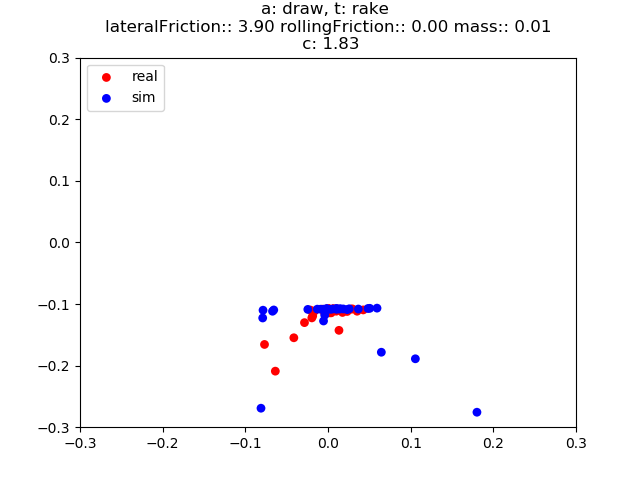 a: draw, t: rake
lateralFriction:: 3.90 rollingFriction:: 0.00 mass:: 0.01
c: 1.83
real
sim
0.3
0.2
0.1
0.0
−0.1
−0.2
−0.3
−0.3
−0.2
−0.1
0.0
0.1
0.2
0.3